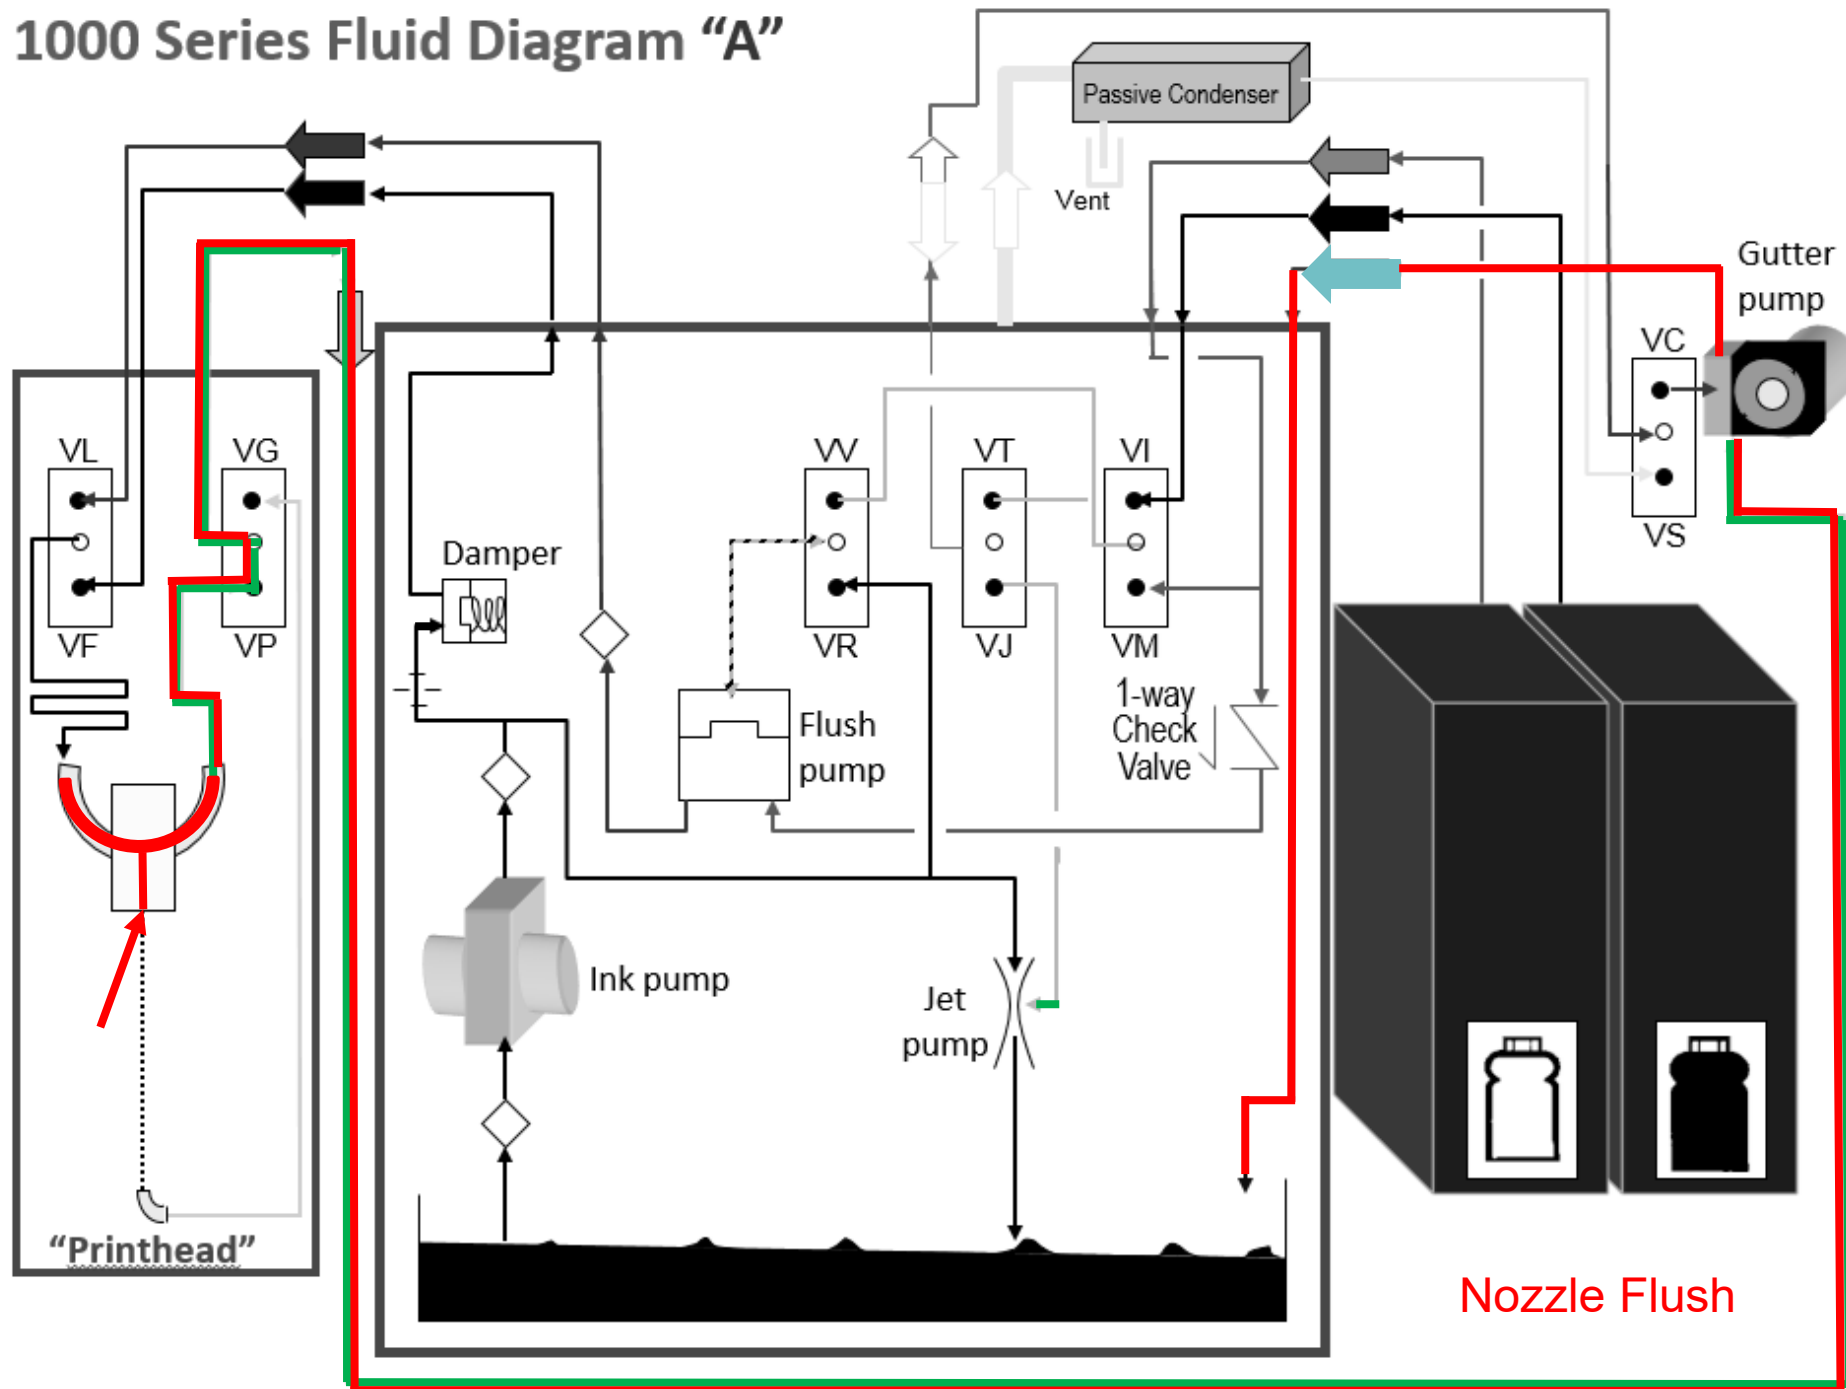 1000 Series Fluid Diagram “A”
Passive Condenser
Vent
Gutter
pump
VC
VS
VL
VG
VV
VT
VI
Damper
VF
VP
VR
VJ
VM
1-way
Check
Valve
Flush
pump
Ink pump
Jet
pump
“Printhead”
Nozzle Flush